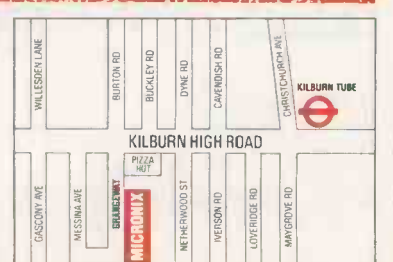 WILLESDEN LANE
BURTON RD
BUCKLEY RD
DYNE RD
CAVENDISH RD
CHRISTCHURCH AVE
KILBURN TUBE
KILBURN HIGH ROAD
PIZZA
HUT
GASCONY AVE
MESSINA AVE
GRANGEWAY
MICRONIX
NETHERWOOD ST
IVERSON RD
LOVERIDGE RD
MAYGROVE RD